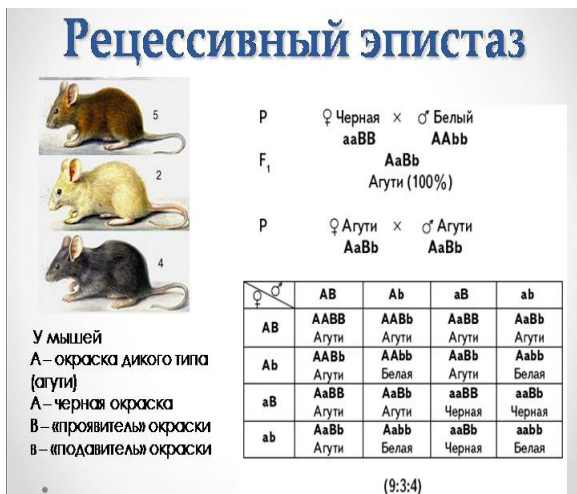 Рецессивный эпистаз
5
2
4
P ♀ Черная × ♂ Белый
aaBB AAbb
F1 AaBb
Агути (100%)
P ♀ Агути × ♂ Агути
AaBb AaBb
♀ ♂ AB Ab aB ab
AB AABB AABb AaBB AaBb
Агути Агути Агути Агути
Ab AABb AAbb AaBb Aabb
Агути Белая Агути Белая
aB AaBB AaBb aaBB aaBb
Агути Агути Черная Черная
ab AaBb Aabb aaBb aabb
Агути Белая Черная Белая
(9:3:4)
У мышей
А – окраска дикого типа
(агути)
А – черная окраска
В – «проявитель» окраски
в – «подавитель» окраски